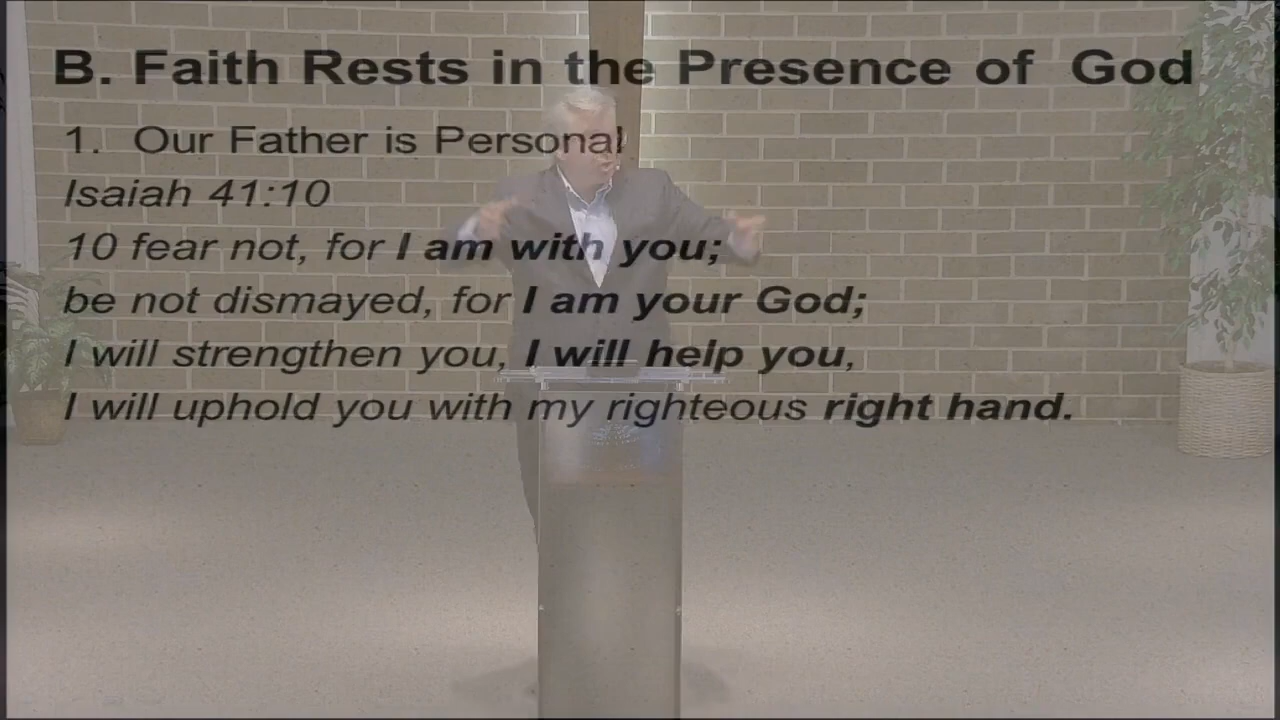 B. Faith Rests in the Presence of God
1. Our Father is Personal
Isaiah 41:10
10 fear not, for I am with you;
be not dismayed, for I am your God;
I will strengthen you, I will help you,
I will uphold you with my righteous right hand.